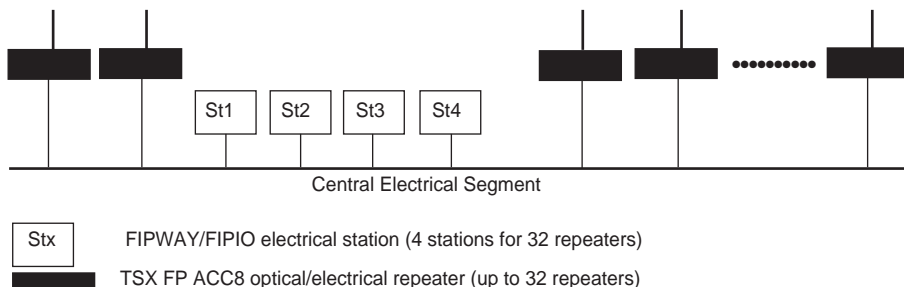 St1 St2 St3 St4
Central Electrical Segment
Stx FIPWAY/FIPIO electrical station (4 stations for 32 repeaters)
TSX FP ACC8 optical/electrical repeater (up to 32 repeaters)